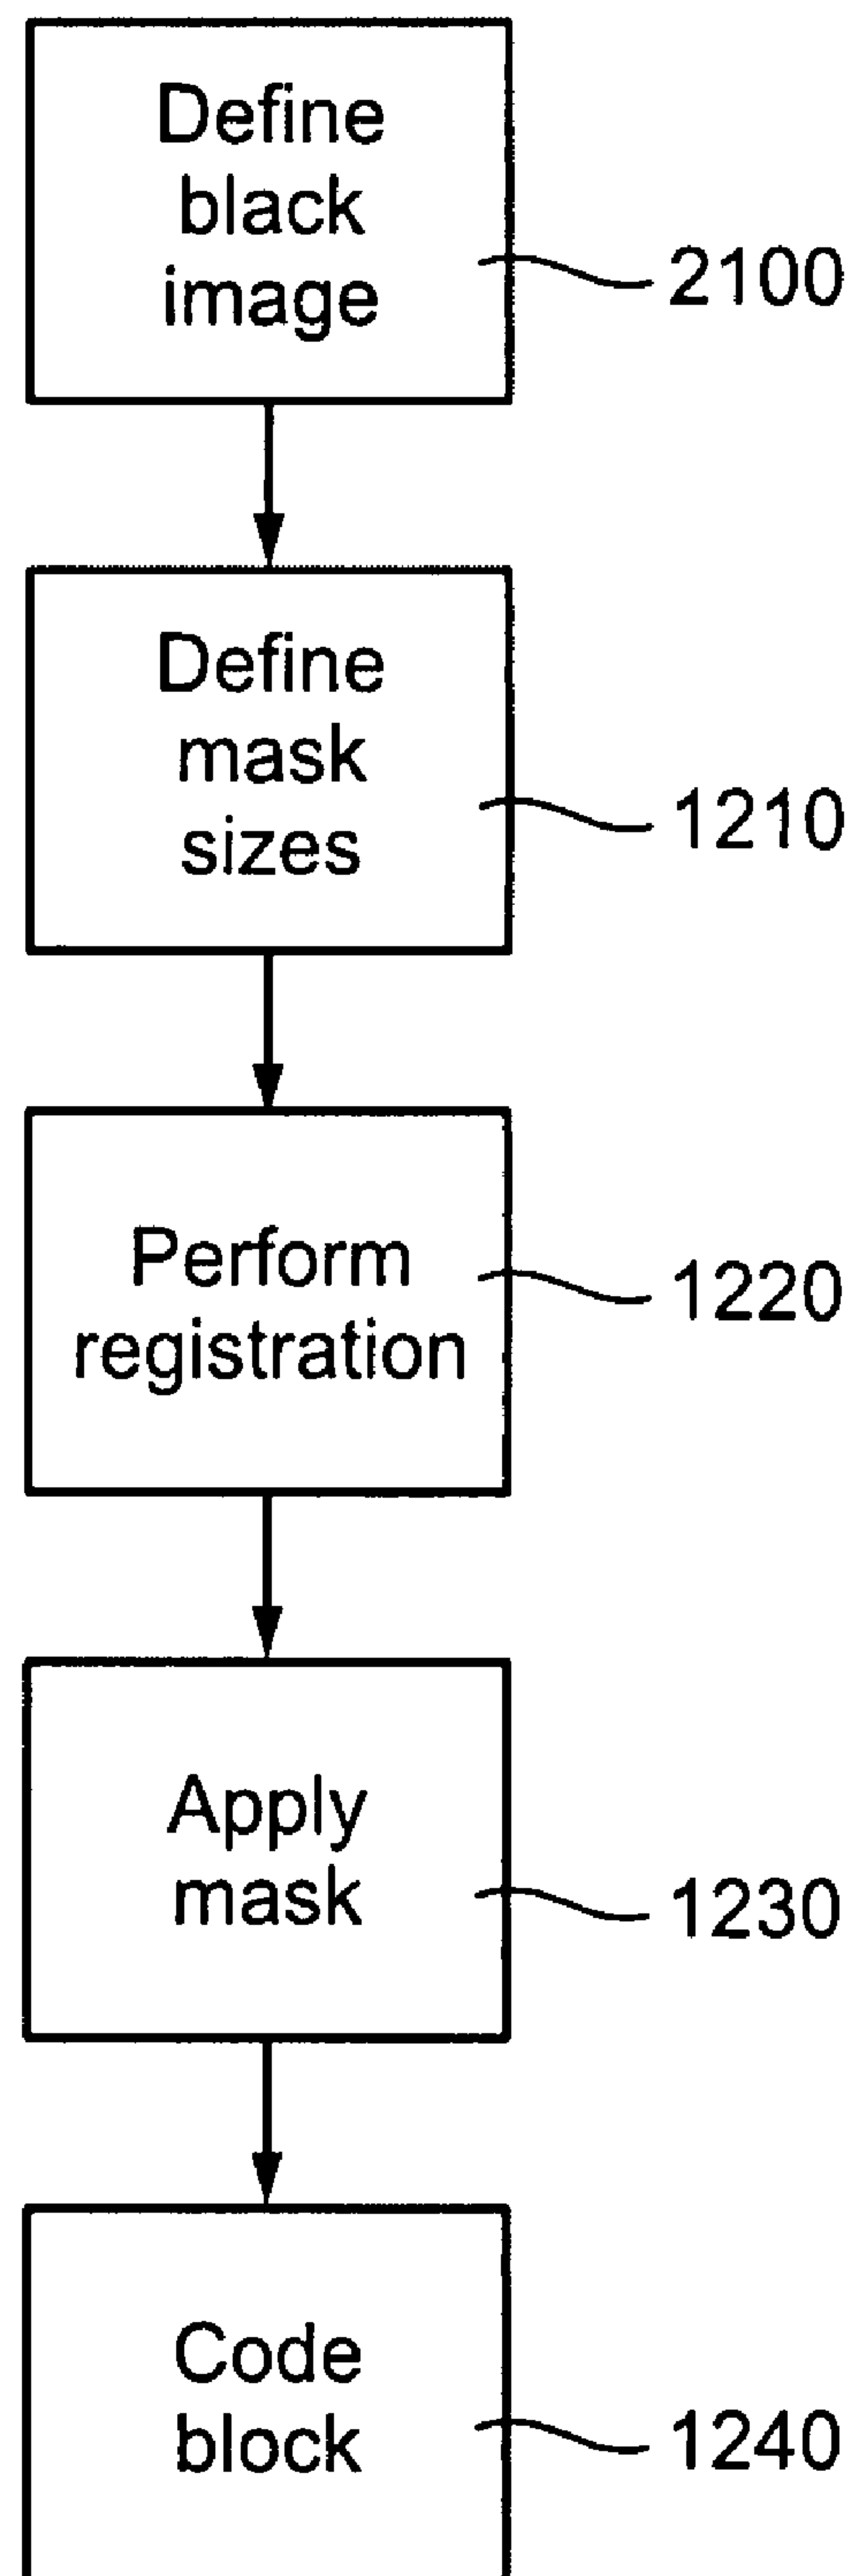 Define
black
image
2100
Define
mask
sizes
1210
Perform
registration
1220
Apply
mask
1230
Code
block
1240